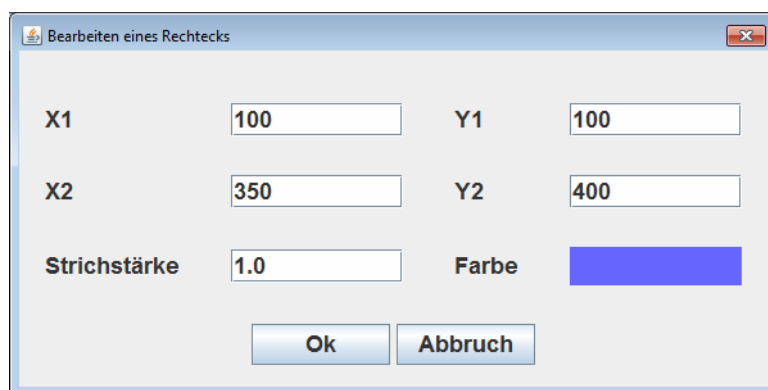 Bearbeiten eines Rechtecks
X1 100 Y1 100
X2 350 Y2 400
Strichstärke 1.0 Farbe
Ok Abbruch